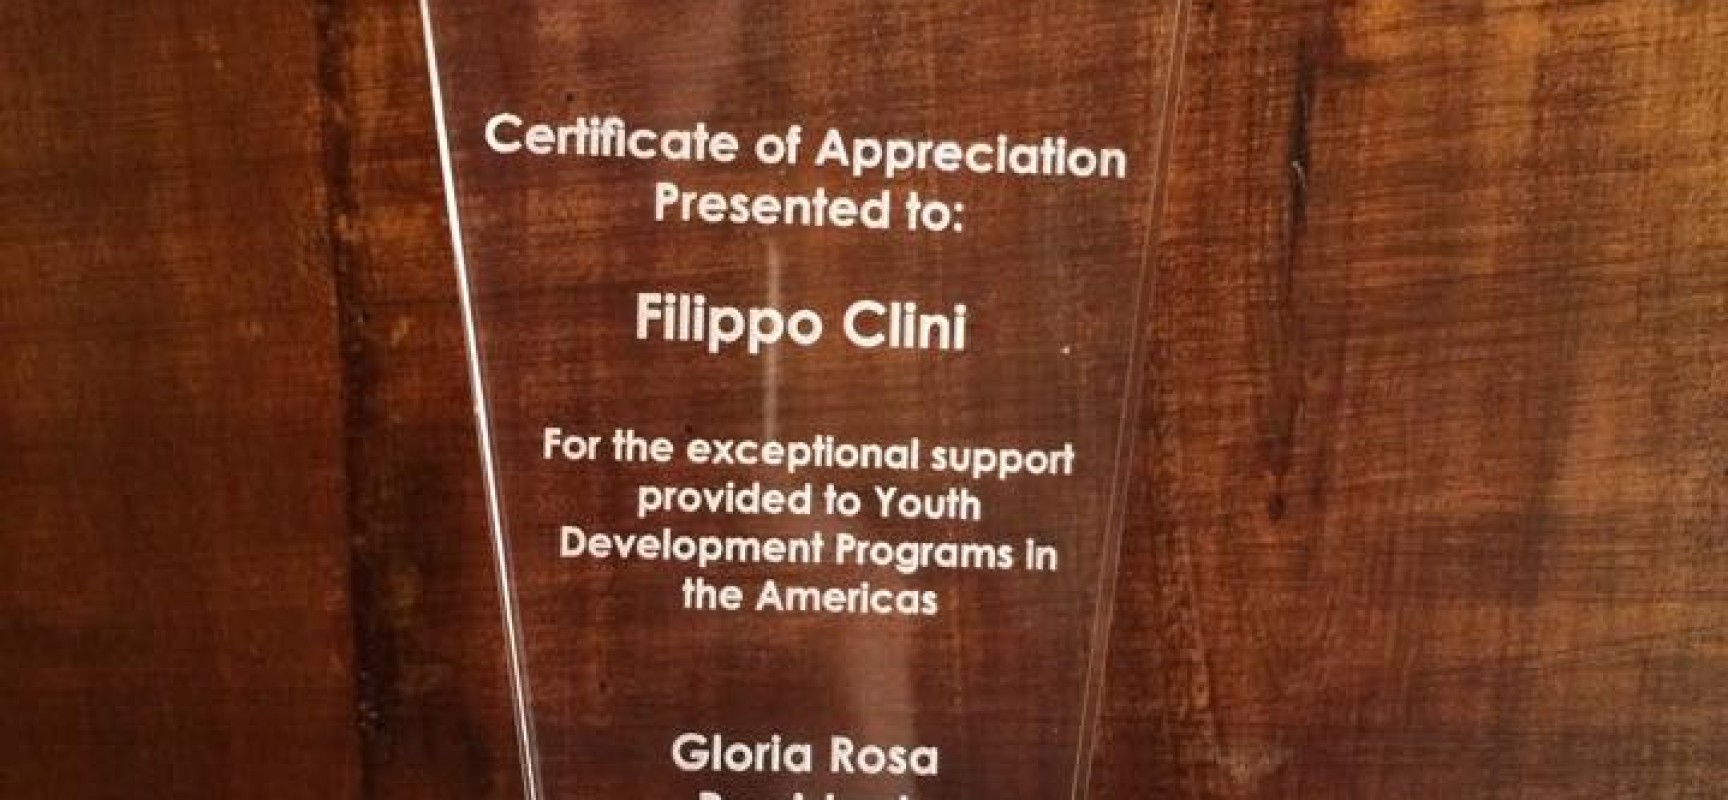 Certificate of Appreciation
Presented to:
Filippo Clini
For the exceptional support
provided to Youth
Development Programs in
the Americas
Gloria Rosa